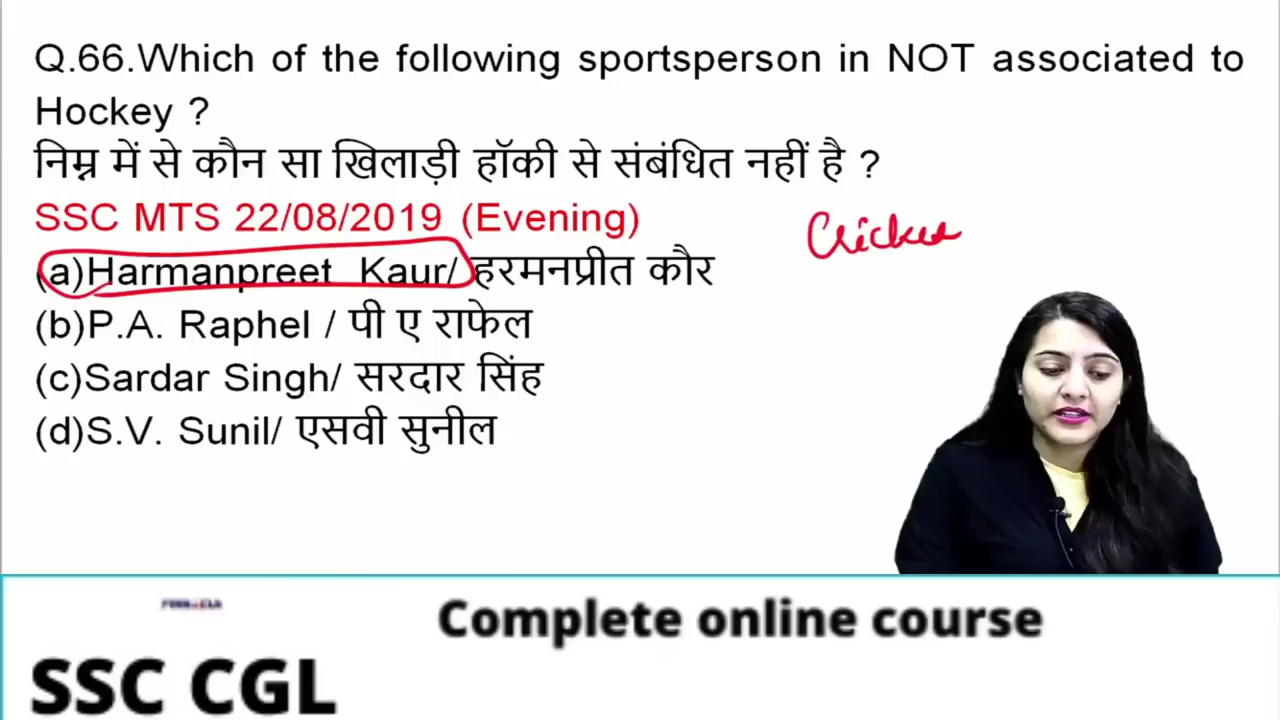 Q.66.Which of the following sportsperson in NOT associated to
Hockey ?
निम्न में से कौन सा खिलाड़ी हॉकी से संबंधित नहीं है ?
SSC MTS 22/08/2019 (Evening)
(a)Harmanpreet Kaur/ हरमनप्रीत कौर
(b)P.A. Raphel / पी ए राफेल
(c)Sardar Singh/ सरदार सिंह
(d)S.V. Sunil/ एसवी सुनील
Complete online course
SSC CGL